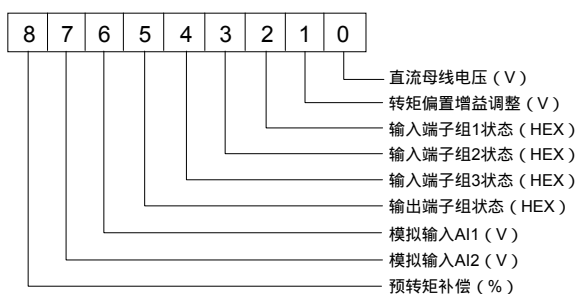 8 7 6 5 4 3 2 1 0
直流母线电压（V）
转矩偏置增益调整（V）
输入端子组1状态（HEX）
输入端子组2状态（HEX）
输入端子组3状态（HEX）
输出端子组状态（HEX）
模拟输入AI1（V）
模拟输入AI2（V）
预转矩补偿（%）